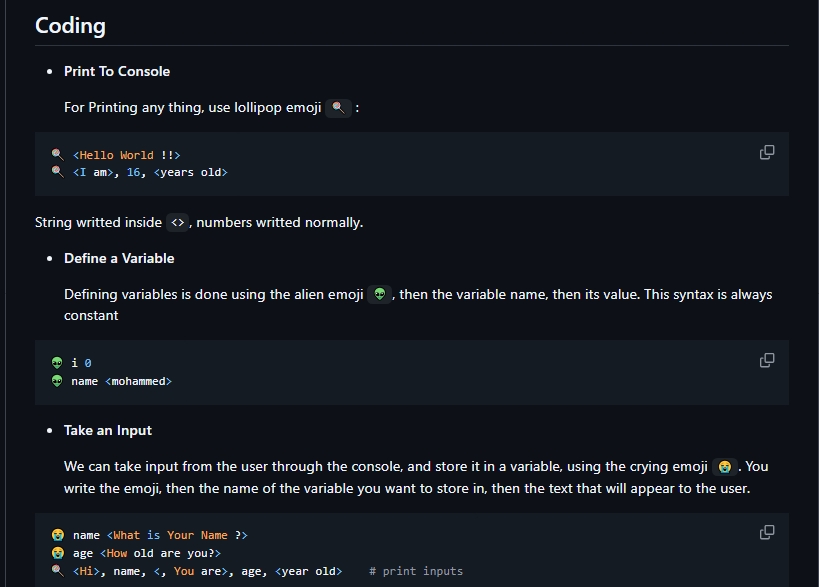 Coding
Print To Console
For Printing any thing, use lollipop emoji 🍭 :
🍭 <Hello World !!>
🍭 <I am>, 16, <years old>
String writted inside <>, numbers writted normally.
Define a Variable
Defining variables is done using the alien emoji 👽, then the variable name, then its value. This syntax is always
constant
👽 i 0
👽 name <mohammed>
Take an Input
We can take input from the user through the console, and store it in a variable, using the crying emoji 😭. You
write the emoji, then the name of the variable you want to store in, then the text that will appear to the user.
😭 name <What is Your Name ?>
😭 age <How old are you?>
🍭 <Hi>, name, <, You are>, age, <year old>    # print inputs